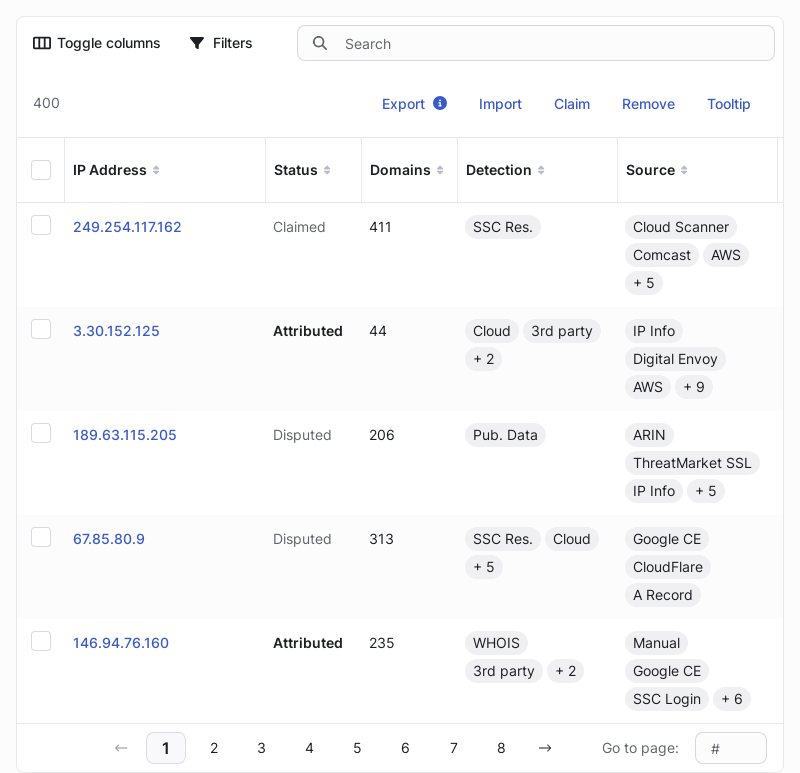 Toggle columns Filters Search
400 Export Import Claim Remove Tooltip
IP Address Status Domains Detection Source
249.254.117.162 Claimed 411 SSC Res. Cloud Scanner
Comcast AWS
+ 5
3.30.152.125 Attributed 44 Cloud 3rd party IP Info
+ 2 Digital Envoy
AWS + 9
189.63.115.205 Disputed 206 Pub. Data ARIN
ThreatMarket SSL
IP Info + 5
67.85.80.9 Disputed 313 SSC Res. Cloud Google CE
+ 5 CloudFlare
A Record
146.94.76.160 Attributed 235 WHOIS Manual
3rd party + 2 Google CE
SSC Login + 6
← 1 2 3 4 5 6 7 8 → Go to page: #